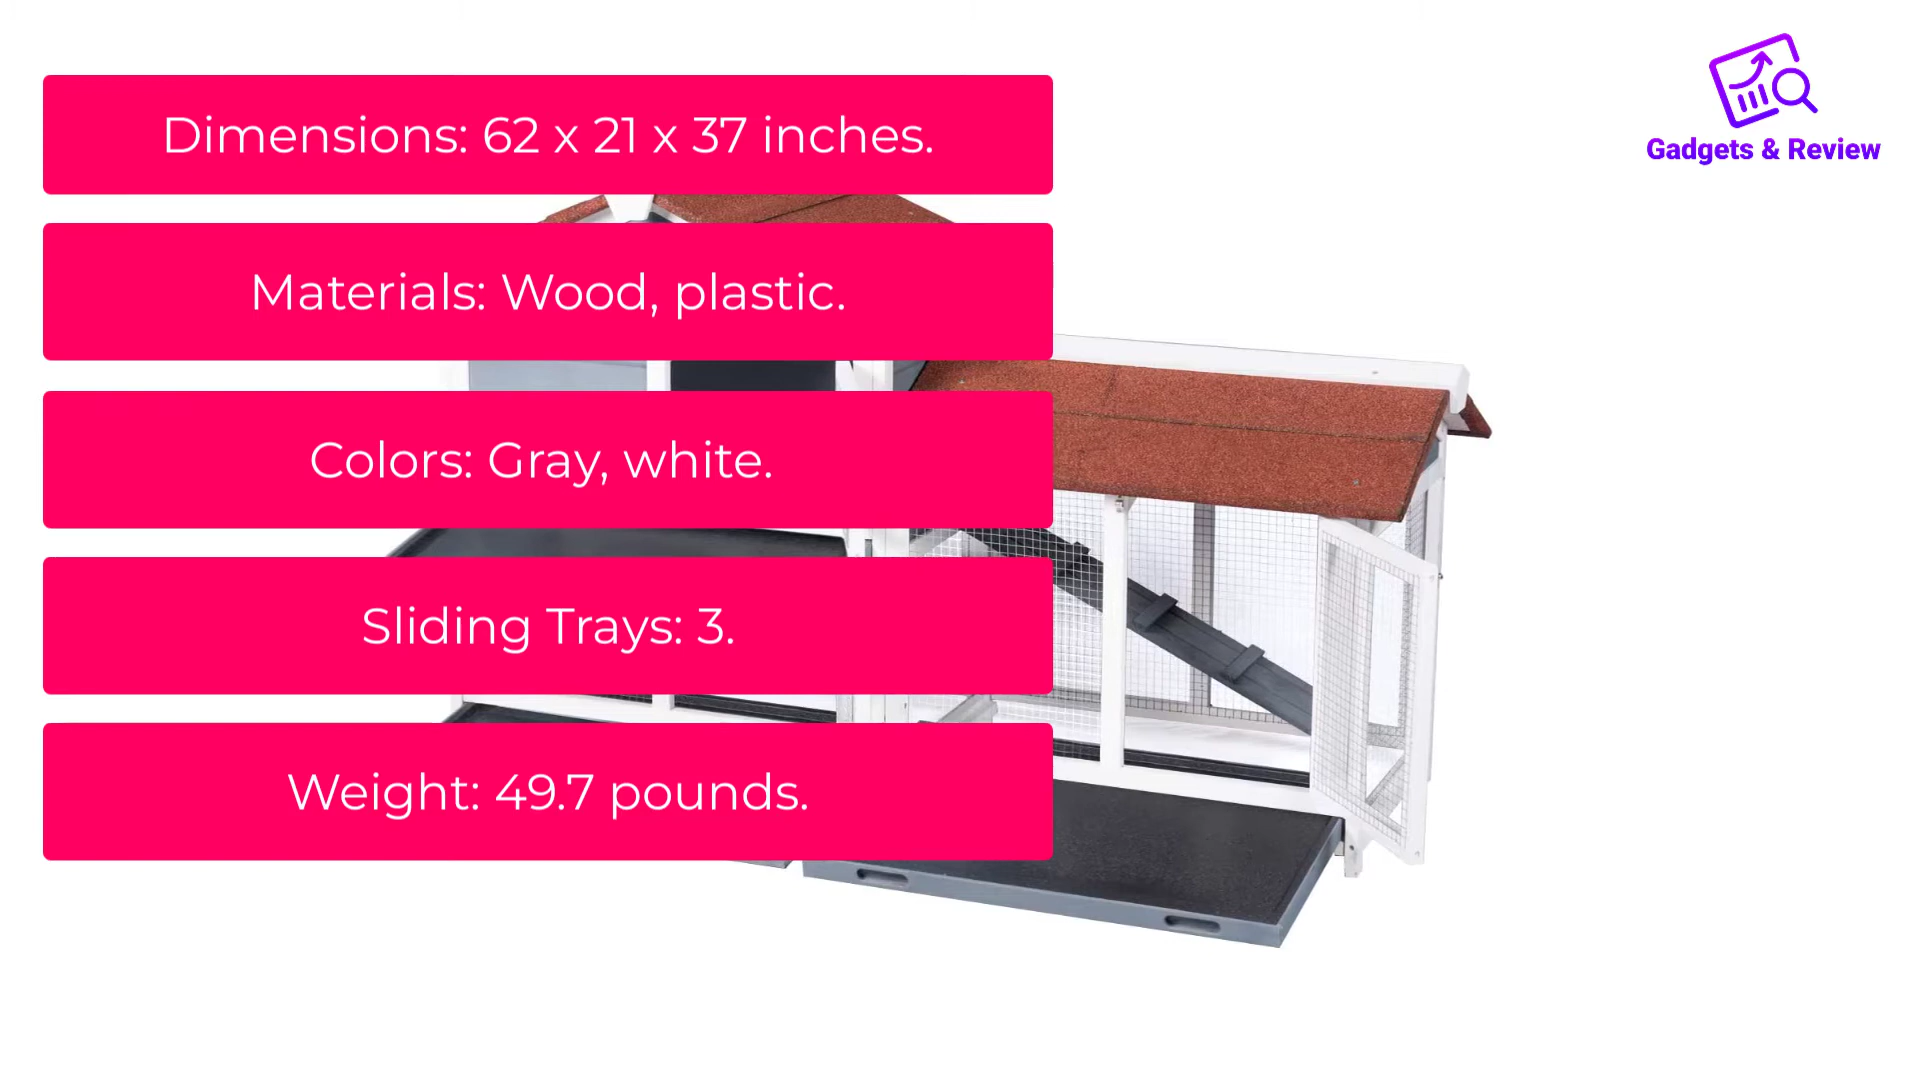 Dimensions: 62 x 21 x 37 inches.
Gadgets & Review
Materials: Wood, plastic.
Colors: Gray, white.
Sliding Trays: 3.
Weight: 49.7 pounds.